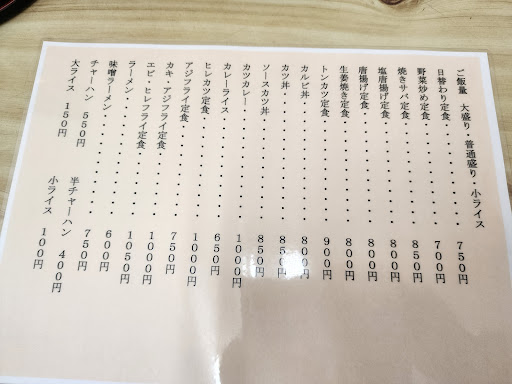 ご飯量　大盛り・普通盛り・小ライス
日替わり定食・・・・・・・・・・750円
野菜炒め定食・・・・・・・・・・700円
焼きサバ定食・・・・・・・・・・850円
塩唐揚げ定食・・・・・・・・・・800円
唐揚げ定食・・・・・・・・・・・800円
生姜焼き定食・・・・・・・・・・800円
トンカツ定食・・・・・・・・・・900円
カルビ丼・・・・・・・・・・・・800円
カツ丼・・・・・・・・・・・・・850円
ソースカツ丼・・・・・・・・・・850円
カツカレー・・・・・・・・・・・1000円
カレーライス・・・・・・・・・・650円
ヒレカツ定食・・・・・・・・・・1000円
アジフライ定食・・・・・・・・・750円
カキ・アジフライ定食・・・・・・1000円
エビ・ヒレフライ定食・・・・・・1050円
ラーメン・・・・・・・・・・・・600円
味噌ラーメン・・・・・・・・・・750円
チャーハン　550円　半チャーハン　400円
大ライス　150円　小ライス　100円